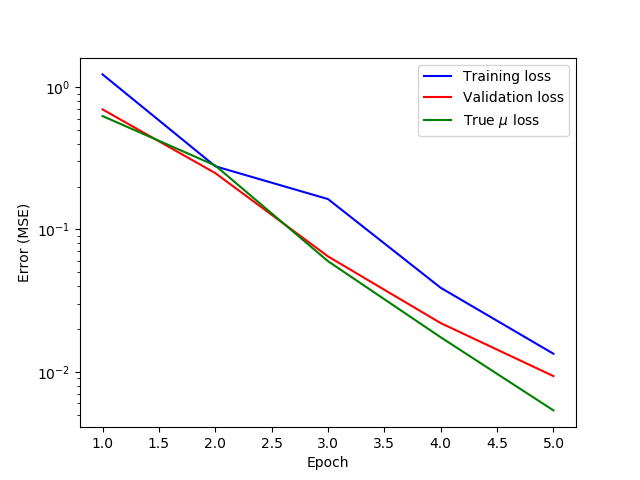 Training loss
Validation loss
True μ loss
10⁰
10⁻¹
10⁻²
Error (MSE)
1.0 1.5 2.0 2.5 3.0 3.5 4.0 4.5 5.0
Epoch